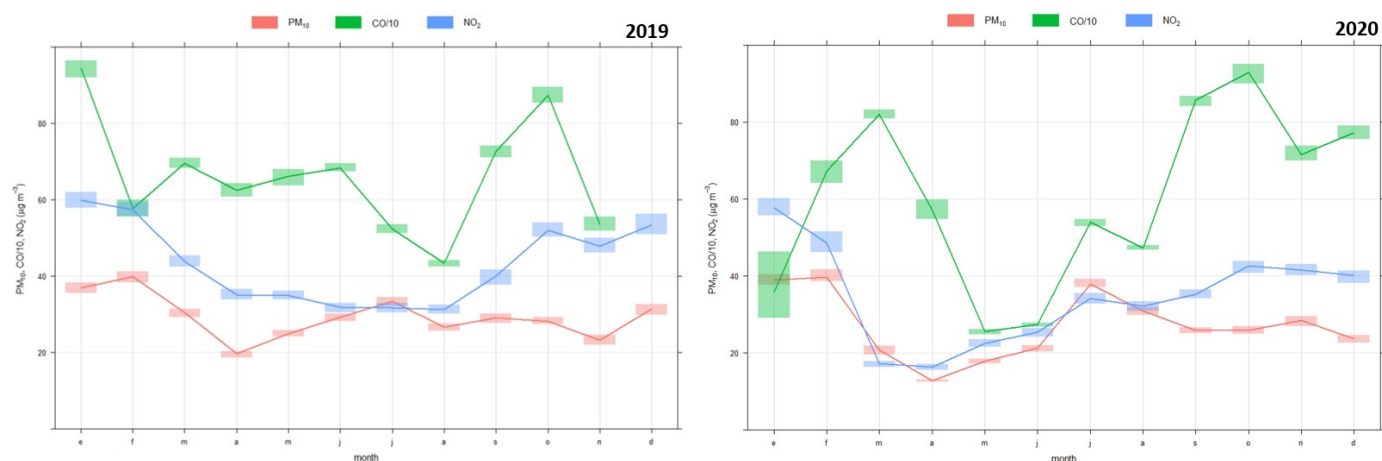 PM₁₀ CO/10 NO₂
2019
PM₁₀, CO/10, NO₂ (µg m⁻³)
80
60
40
20
e f m a m j j a s o n d
month
PM₁₀ CO/10 NO₂
2020
PM₁₀, CO/10, NO₂ (µg m⁻³)
80
60
40
20
e f m a m j j a s o n d
month